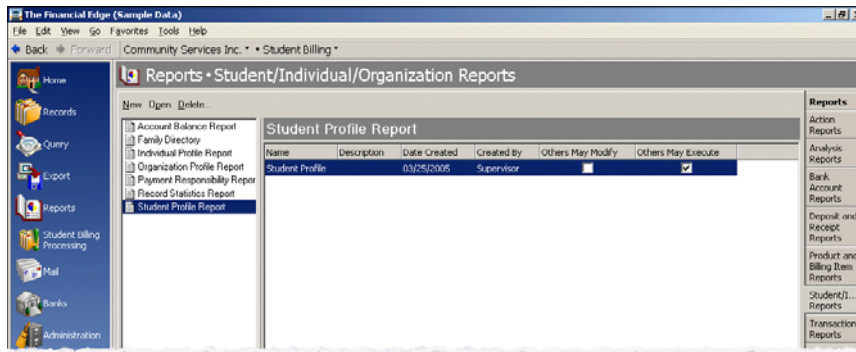 The Financial Edge (Sample Data)
File Edit View Go Favorites Tools Help
Back Forward Community Services Inc. • Student Billing
Reports • Student/Individual/Organization Reports
Home
Records
Query
Export
Reports
Student Billing
Processing
Mail
Banks
Administration
New Open Delete...
Account Balance Report
Family Directory
Individual Profile Report
Organization Profile Report
Payment Responsibility Repor
Record Statistics Report
Student Profile Report
Student Profile Report
Name Description Date Created Created By Others May Modify Others May Execute
Student Profile 03/25/2005 Supervisor
Reports
Action
Reports
Analysis
Reports
Bank
Account
Reports
Deposit and
Receipt
Reports
Product and
Billing Item
Reports
Student/I...
Reports
Transaction
Reports